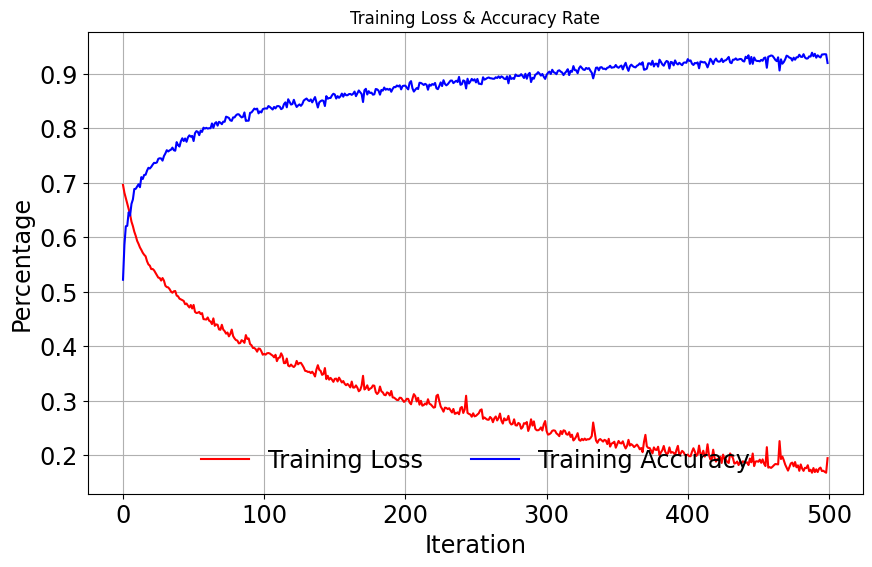 Training Loss & Accuracy Rate
Percentage
0.9
0.8
0.7
0.6
0.5
0.4
0.3
0.2
Training Loss
Training Accuracy
0 100 200 300 400 500
Iteration